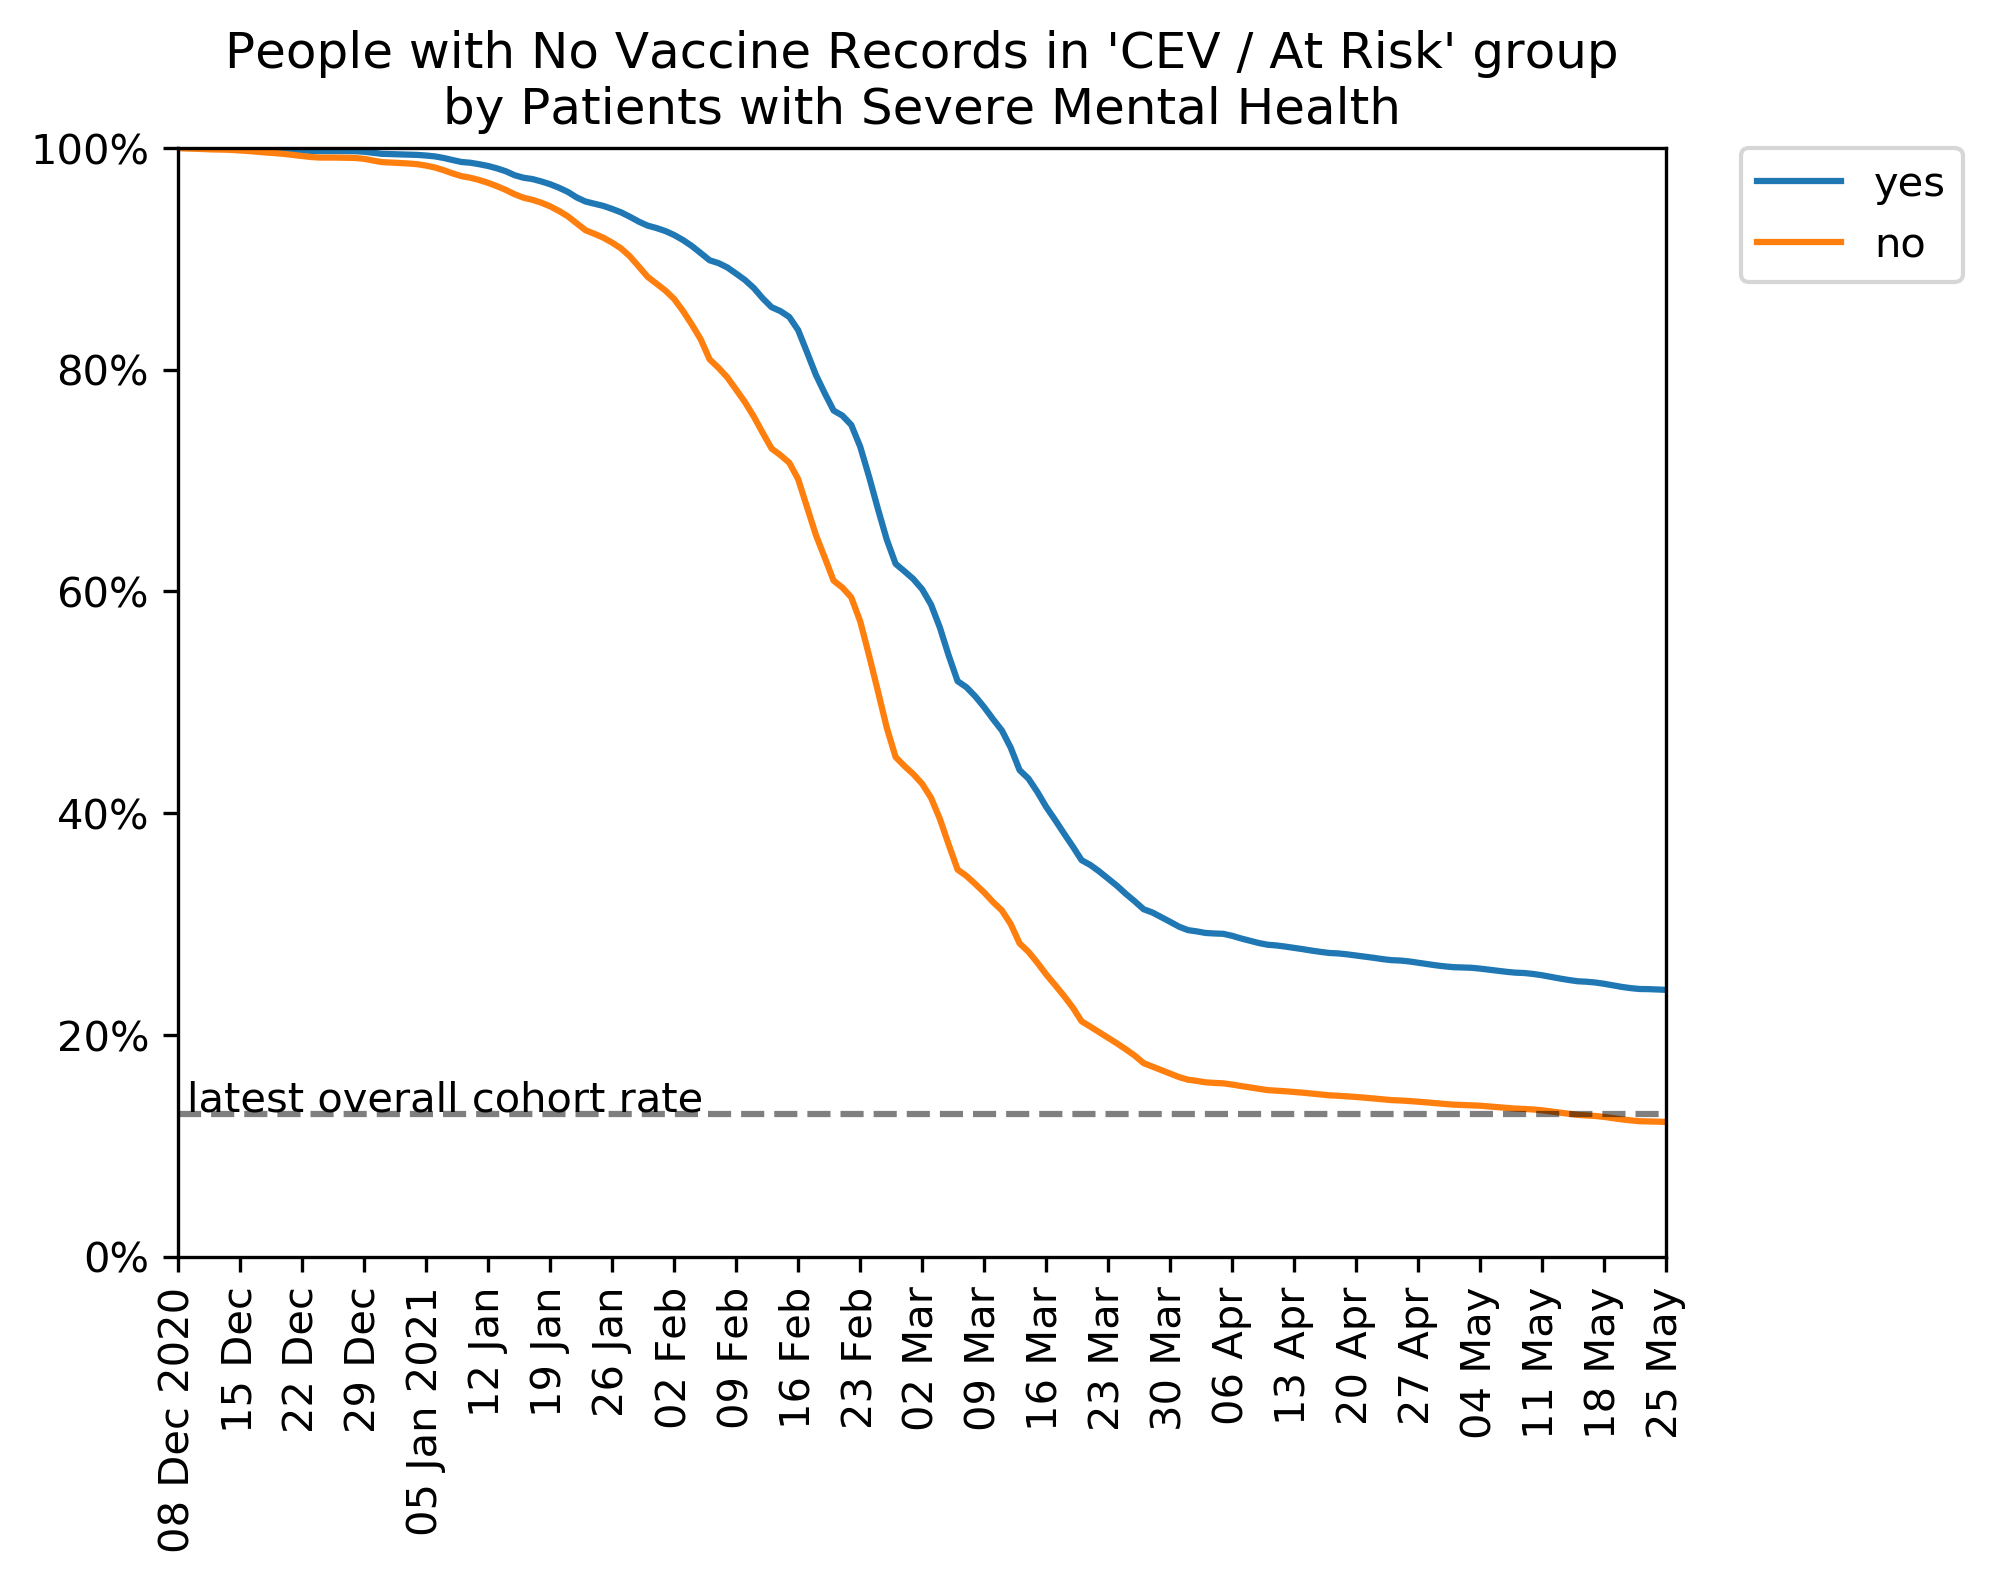 People with No Vaccine Records in 'CEV / At Risk' group
by Patients with Severe Mental Health
100%
80%
60%
40%
20%
0%
yes
no
latest overall cohort rate
08 Dec 2020
15 Dec
22 Dec
29 Dec
05 Jan 2021
12 Jan
19 Jan
26 Jan
02 Feb
09 Feb
16 Feb
23 Feb
02 Mar
09 Mar
16 Mar
23 Mar
30 Mar
06 Apr
13 Apr
20 Apr
27 Apr
04 May
11 May
18 May
25 May